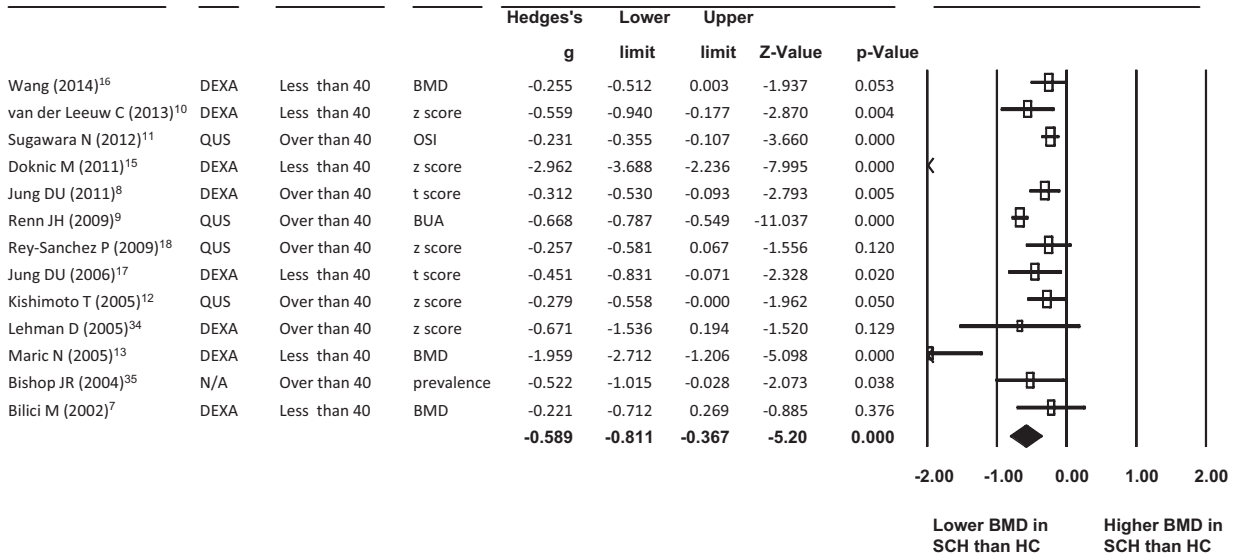 Hedges's Lower Upper
g limit limit Z-Value p-Value
Wang (2014)16 DEXA Less than 40 BMD -0.255 -0.512 0.003 -1.937 0.053
van der Leeuw C (2013)10 DEXA Less than 40 z score -0.559 -0.940 -0.177 -2.870 0.004
Sugawara N (2012)11 QUS Over than 40 OSI -0.231 -0.355 -0.107 -3.660 0.000
Doknic M (2011)15 DEXA Less than 40 z score -2.962 -3.688 -2.236 -7.995 0.000
Jung DU (2011)8 DEXA Over than 40 t score -0.312 -0.530 -0.093 -2.793 0.005
Renn JH (2009)9 QUS Over than 40 BUA -0.668 -0.787 -0.549 -11.037 0.000
Rey-Sanchez P (2009)18 QUS Over than 40 z score -0.257 -0.581 0.067 -1.556 0.120
Jung DU (2006)17 DEXA Less than 40 t score -0.451 -0.831 -0.071 -2.328 0.020
Kishimoto T (2005)12 QUS Over than 40 z score -0.279 -0.558 -0.000 -1.962 0.050
Lehman D (2005)34 DEXA Over than 40 z score -0.671 -1.536 0.194 -1.520 0.129
Maric N (2005)13 DEXA Less than 40 BMD -1.959 -2.712 -1.206 -5.098 0.000
Bishop JR (2004)35 N/A Over than 40 prevalence -0.522 -1.015 -0.028 -2.073 0.038
Bilici M (2002)7 DEXA Less than 40 BMD -0.221 -0.712 0.269 -0.885 0.376
-0.589 -0.811 -0.367 -5.20 0.000
-2.00 -1.00 0.00 1.00 2.00
Lower BMD in Higher BMD in
SCH than HC SCH than HC